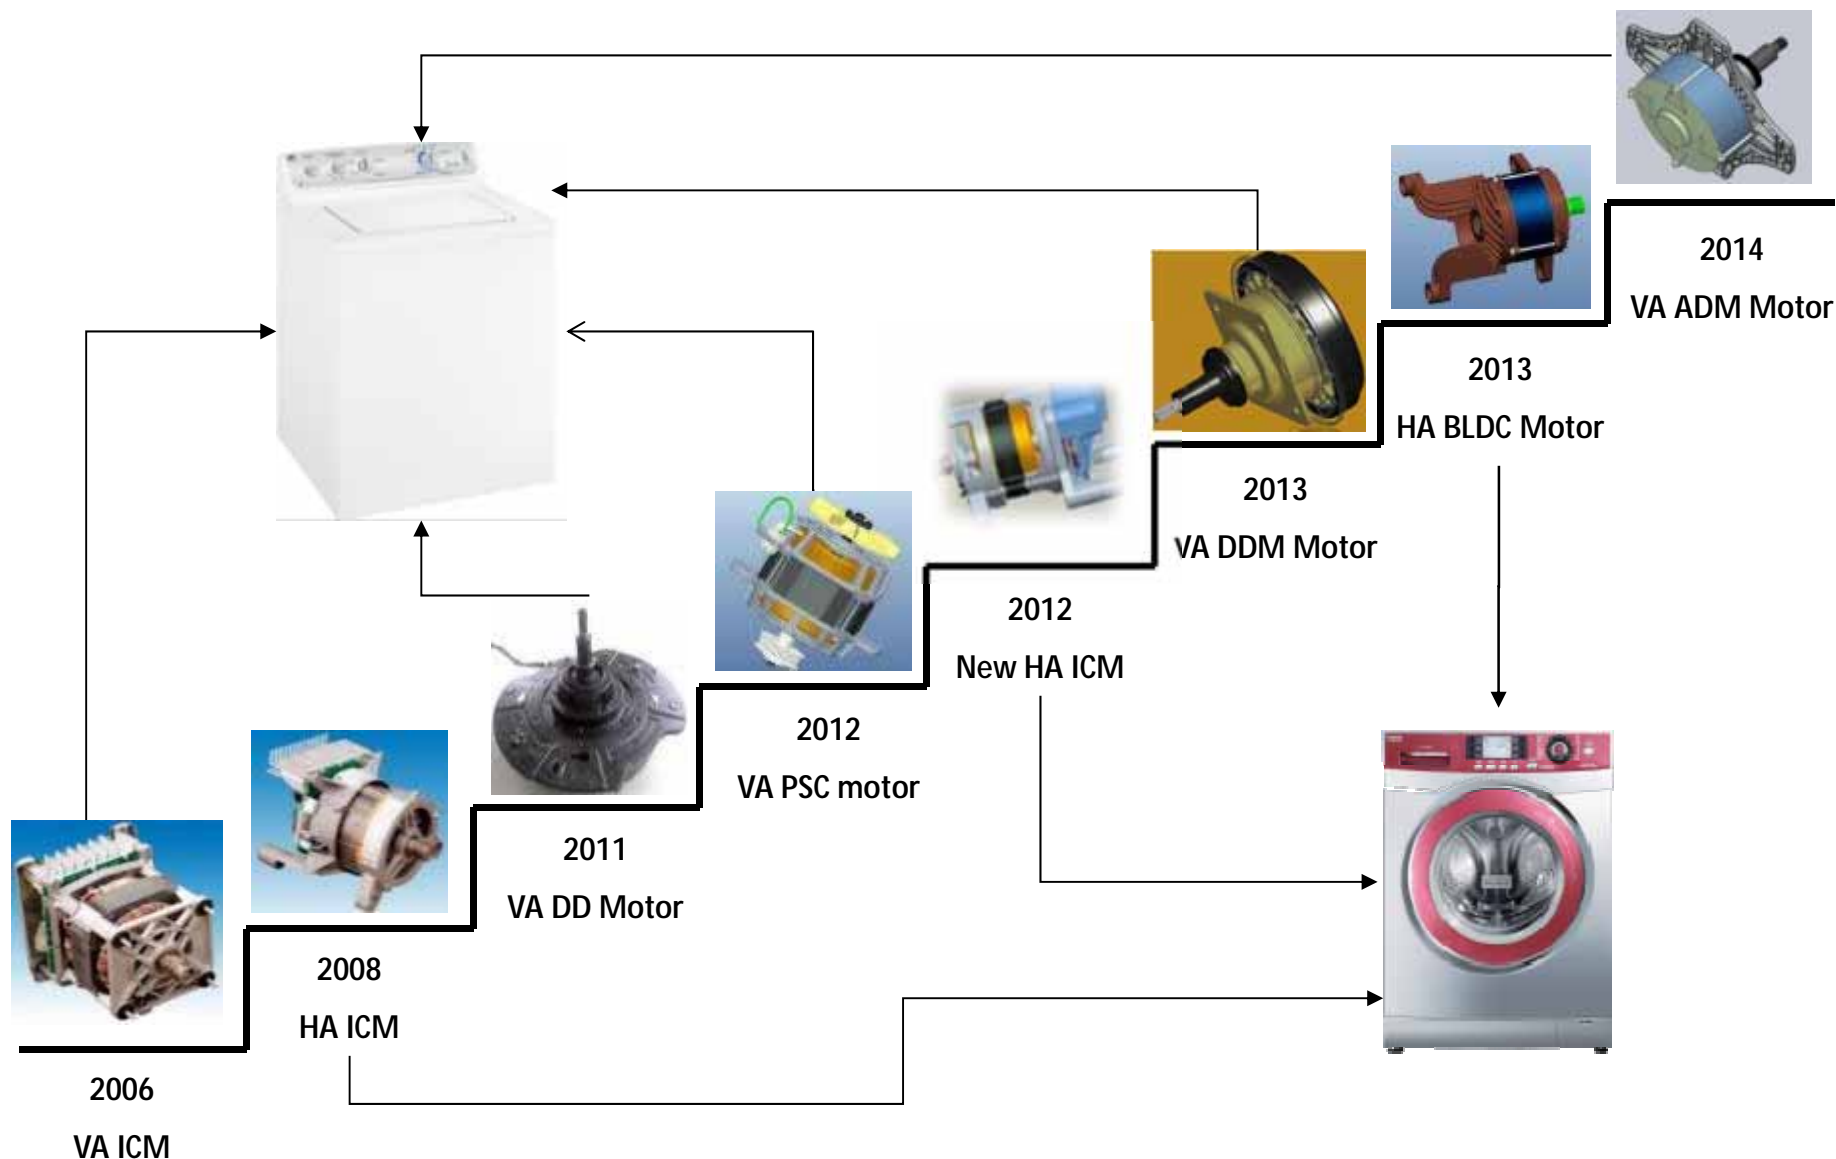 2014
VA ADM Motor
2013
HA BLDC Motor
2013
VA DDM Motor
2012
New HA ICM
2012
VA PSC motor
2011
VA DD Motor
2008
HA ICM
2006
VA ICM